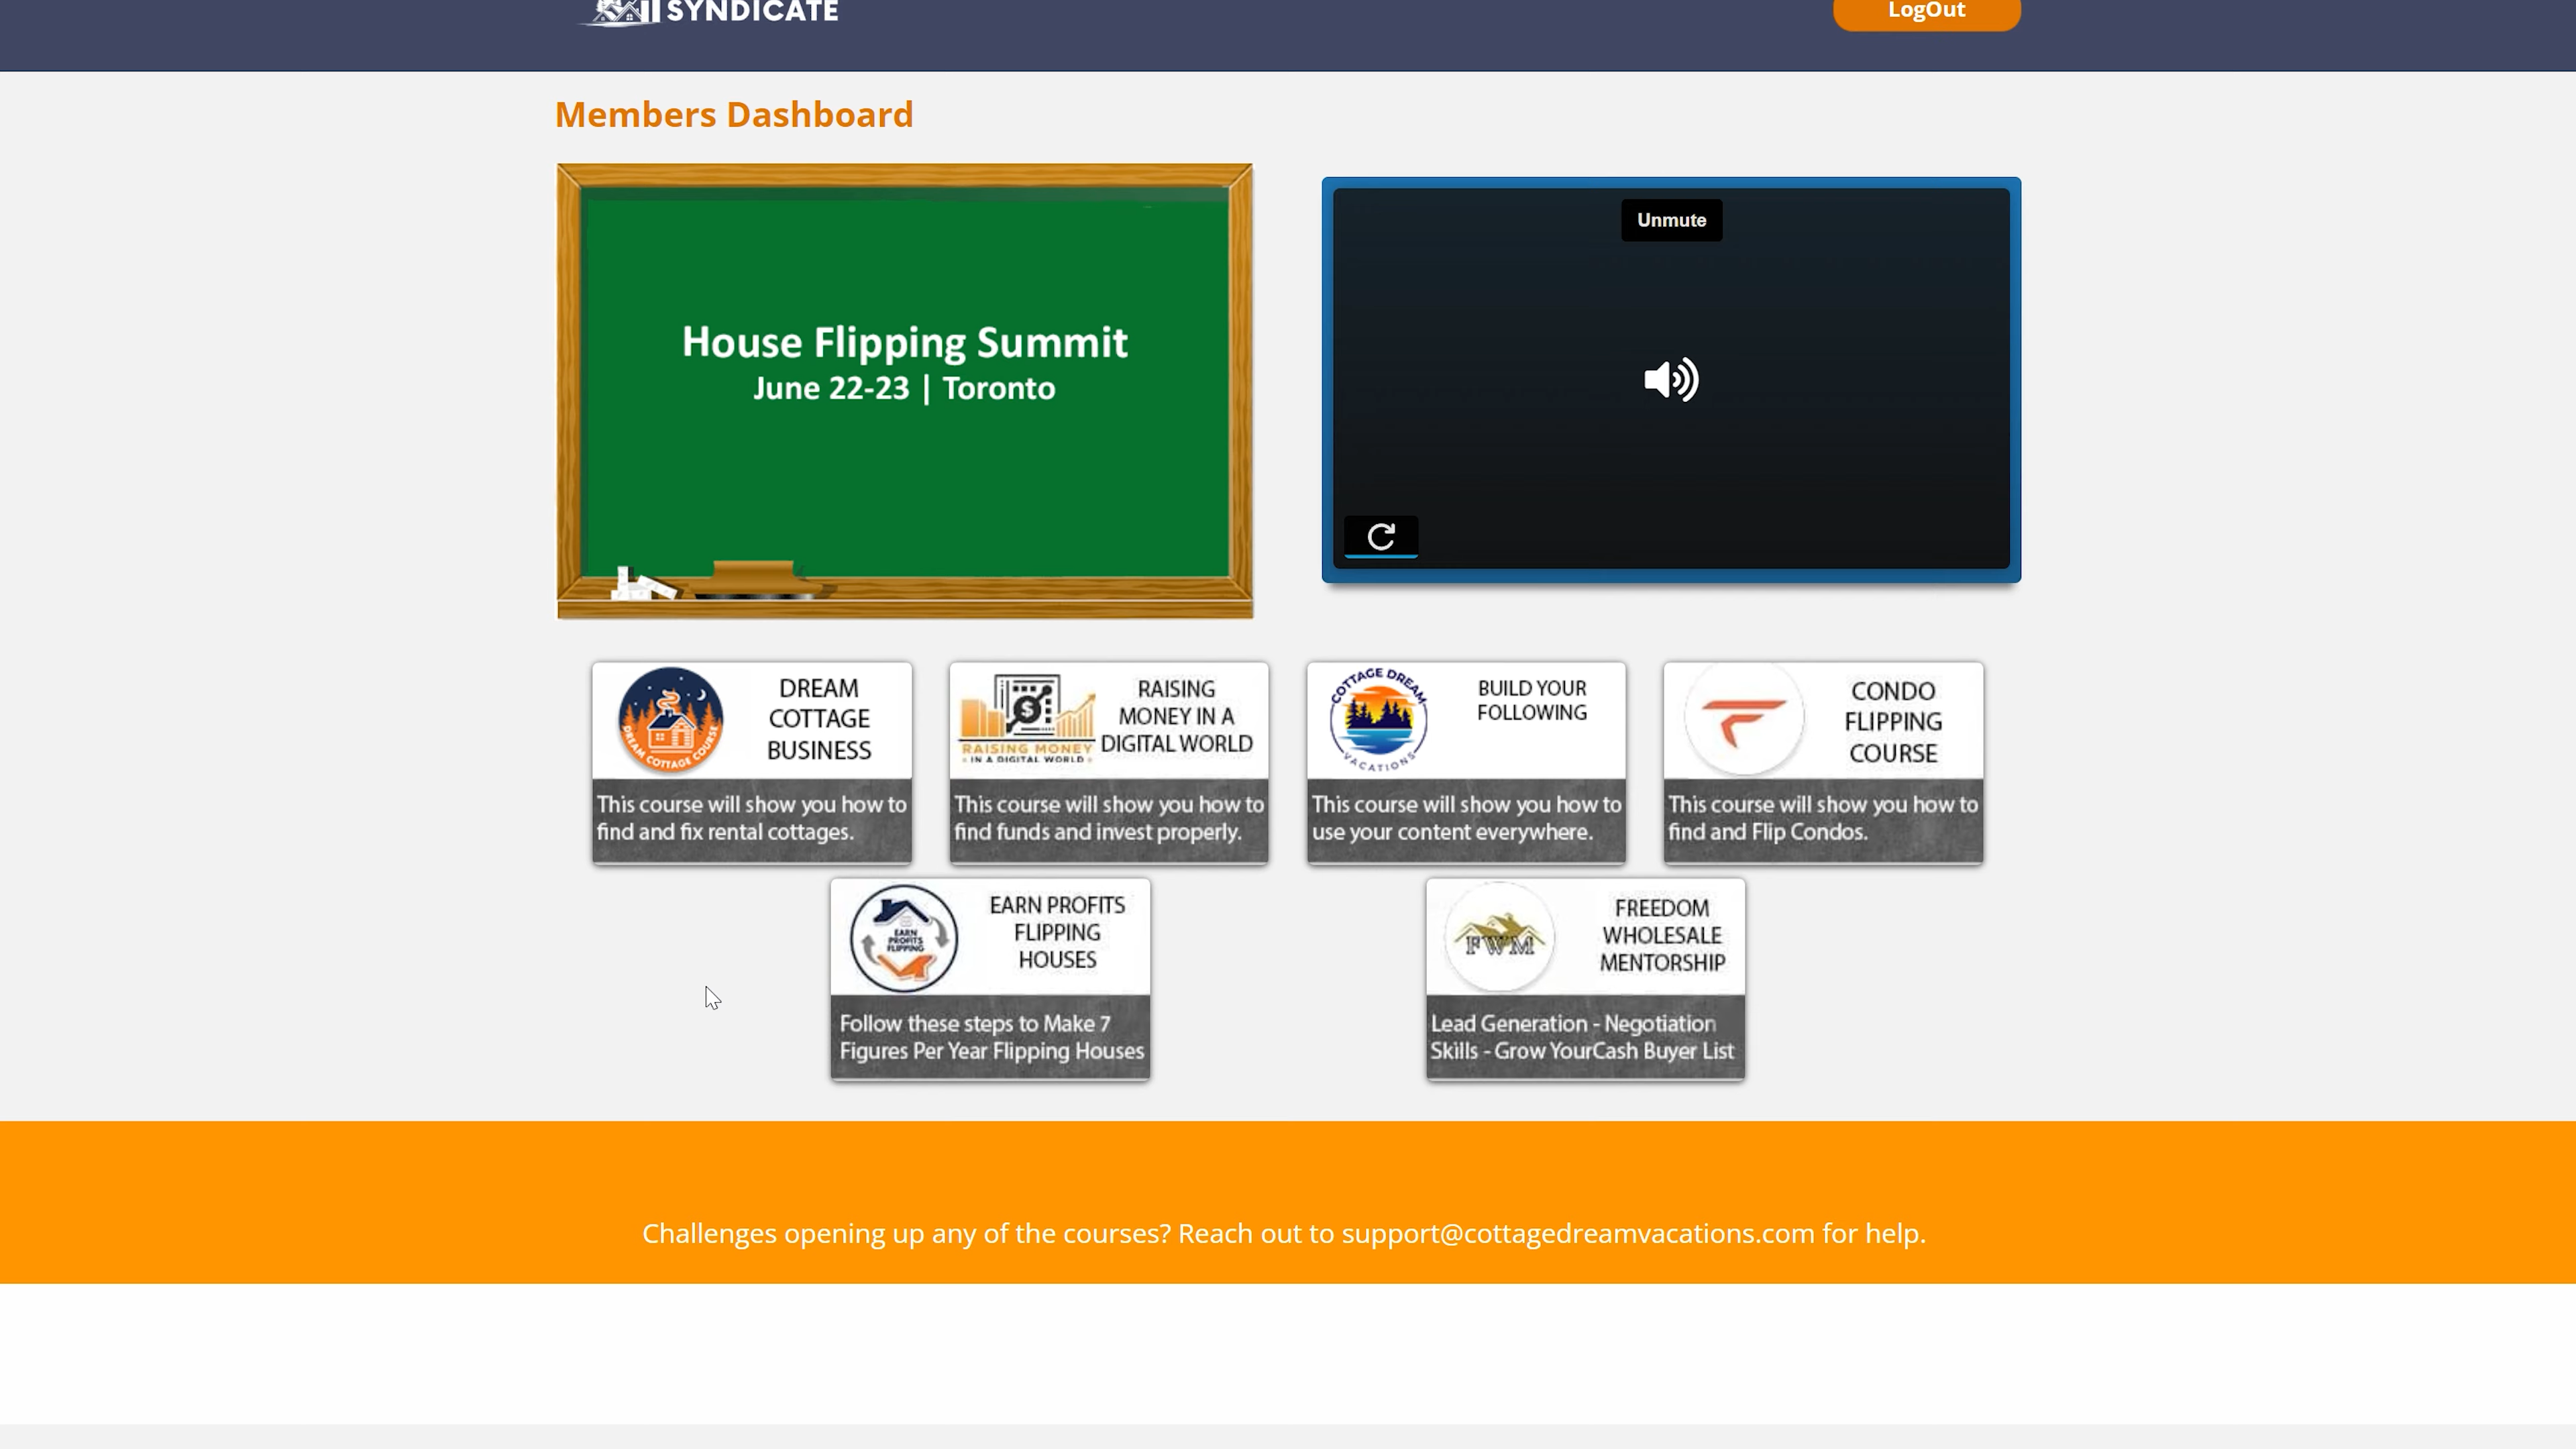 SYNDICATE
LogOut
Members Dashboard
House Flipping Summit
June 22-23 | Toronto
Unmute
DREAM
COTTAGE
BUSINESS
DREAM COTTAGE COURSE
This course will show you how to
find and fix rental cottages.
RAISING
MONEY IN A
DIGITAL WORLD
RAISING MONEY
IN A DIGITAL WORLD
This course will show you how to
find funds and invest properly.
COTTAGE DREAM
VACATIONS
BUILD YOUR
FOLLOWING
This course will show you how to
use your content everywhere.
CONDO
FLIPPING
COURSE
This course will show you how to
find and Flip Condos.
EARN
PROFITS
FLIPPING
EARN PROFITS
FLIPPING
HOUSES
Follow these steps to Make 7
Figures Per Year Flipping Houses
FWM
FREEDOM
WHOLESALE
MENTORSHIP
Lead Generation - Negotiation
Skills - Grow YourCash Buyer List
Challenges opening up any of the courses? Reach out to support@cottagedreamvacations.com for help.